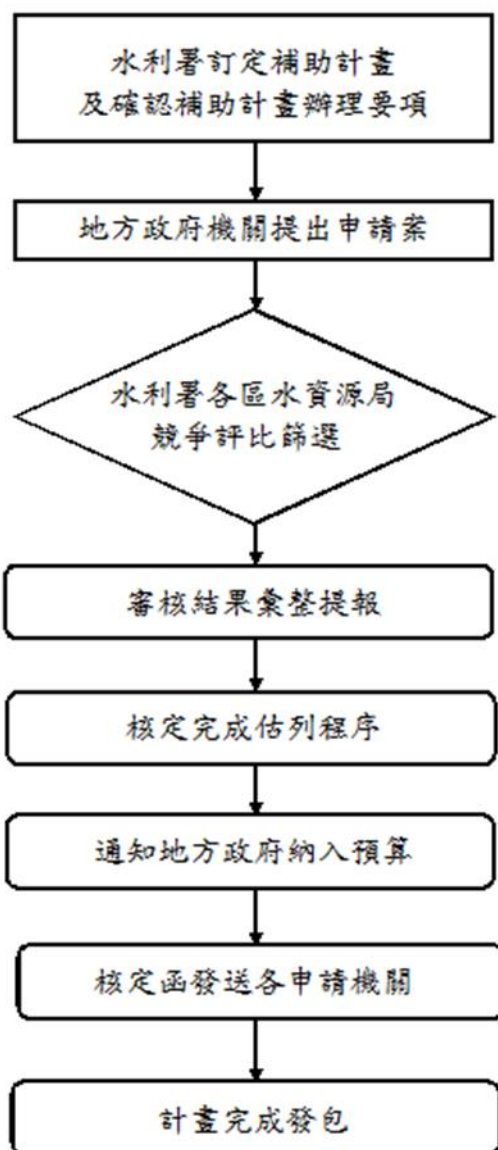 水利署訂定補助計畫
及確認補助計畫辦理要項
地方政府機關提出申請案
水利署各區水資源局
競爭評比篩選
審核結果彙整提報
核定完成估列程序
通知地方政府納入預算
核定函發送各申請機關
計畫完成發包